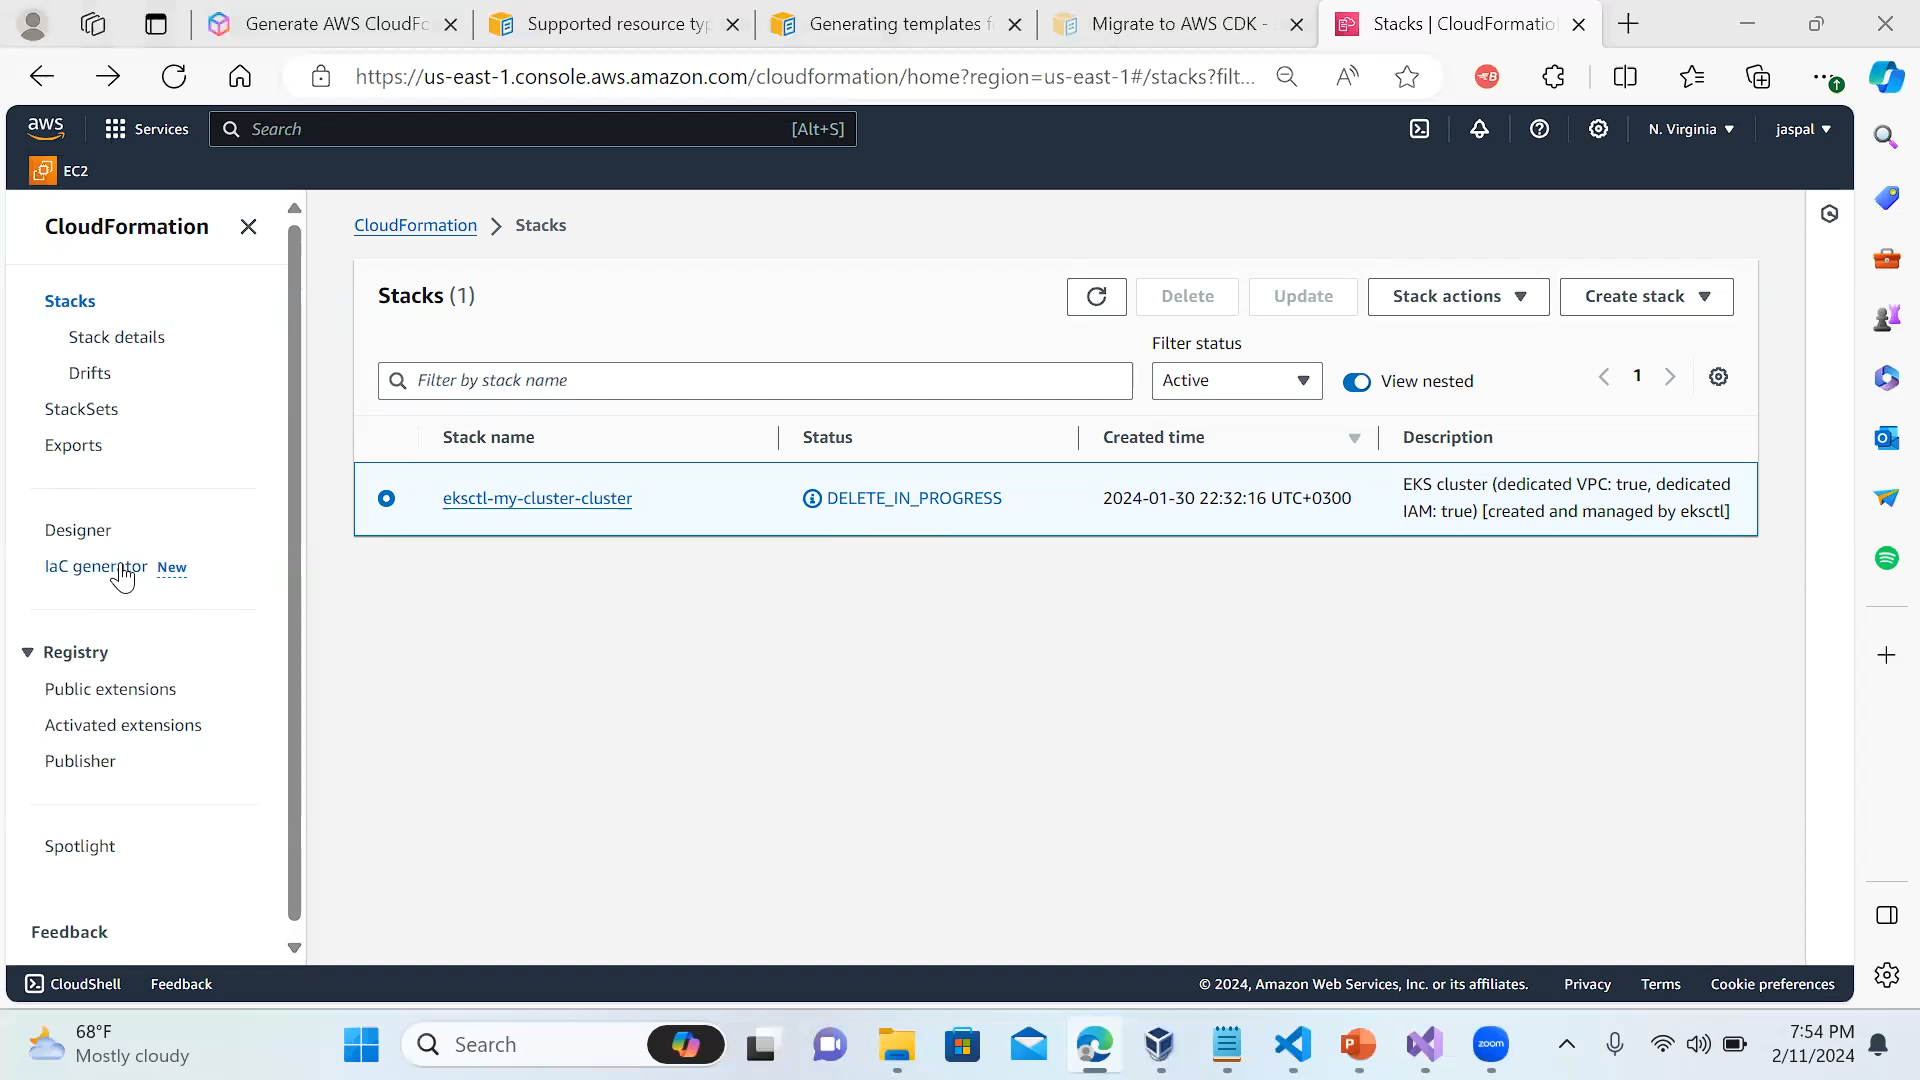 Generate AWS CloudFo
Supported resource typ
Generating templates f
Migrate to AWS CDK -
Stacks | CloudFormatio
https://us-east-1.console.aws.amazon.com/cloudformation/home?region=us-east-1#/stacks?filt...
aws
Services
Search
[Alt+S]
N. Virginia
jaspal
EC2
CloudFormation
Stacks
Stack details
Drifts
StackSets
Exports
Designer
IaC generator New
Registry
Public extensions
Activated extensions
Publisher
Spotlight
Feedback
CloudFormation
Stacks
Stacks (1)
Delete
Update
Stack actions
Create stack
Filter status
Filter by stack name
Active
View nested
1
Stack name
Status
Created time
Description
eksctl-my-cluster-cluster
DELETE_IN_PROGRESS
2024-01-30 22:32:16 UTC+0300
EKS cluster (dedicated VPC: true, dedicated
IAM: true) [created and managed by eksctl]
CloudShell
Feedback
© 2024, Amazon Web Services, Inc. or its affiliates.
Privacy
Terms
Cookie preferences
68°F
Mostly cloudy
Search
zoom
7:54 PM
2/11/2024